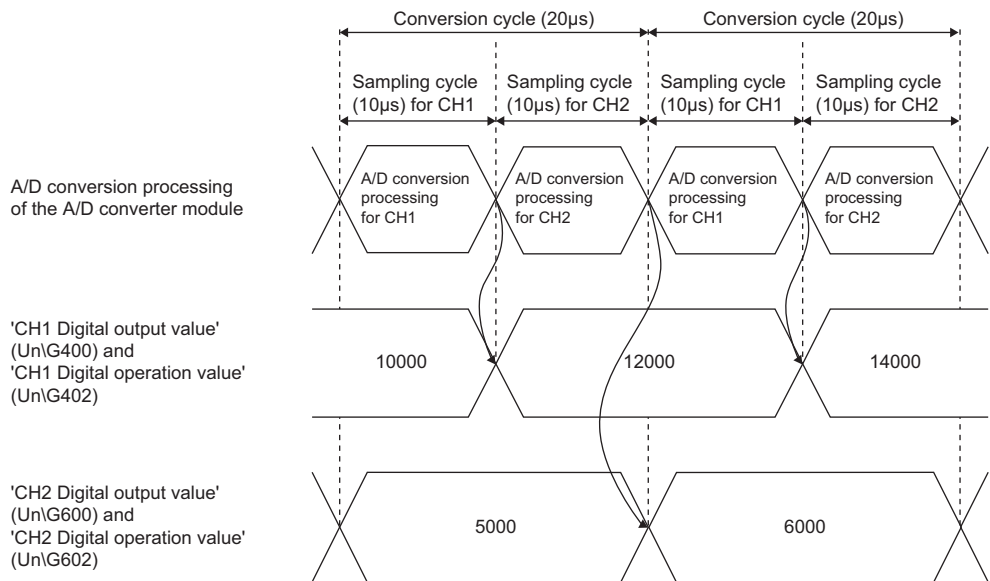 Conversion cycle (20µs)
Conversion cycle (20µs)
Sampling cycle
(10µs) for CH1
Sampling cycle
(10µs) for CH2
Sampling cycle
(10µs) for CH1
Sampling cycle
(10µs) for CH2
A/D conversion processing
of the A/D converter module
A/D conversion
processing
for CH1
A/D conversion
processing
for CH2
A/D conversion
processing
for CH1
A/D conversion
processing
for CH2
'CH1 Digital output value'
(Un\G400) and
'CH1 Digital operation value'
(Un\G402)
10000
12000
14000
'CH2 Digital output value'
(Un\G600) and
'CH2 Digital operation value'
(Un\G602)
5000
6000